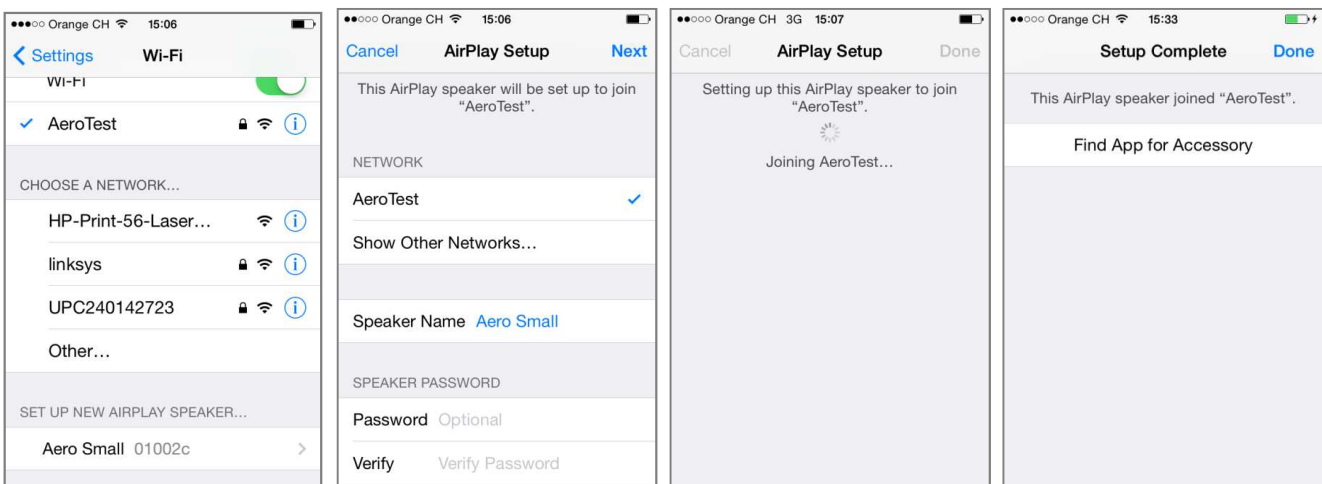 Orange CH 15:06
Settings Wi-Fi
Wi-Fi
AeroTest
CHOOSE A NETWORK...
HP-Print-56-Laser...
linksys
UPC240142723
Other...
SET UP NEW AIRPLAY SPEAKER...
Aero Small 01002c
Orange CH 15:06
Cancel AirPlay Setup Next
This AirPlay speaker will be set up to join
“AeroTest”.
NETWORK
AeroTest
Show Other Networks...
Speaker Name Aero Small
SPEAKER PASSWORD
Password Optional
Verify Verify Password
Orange CH 3G 15:07
Cancel AirPlay Setup Done
Setting up this AirPlay speaker to join
“AeroTest”.
Joining AeroTest...
Orange CH 15:33
Setup Complete Done
This AirPlay speaker joined “AeroTest”.
Find App for Accessory